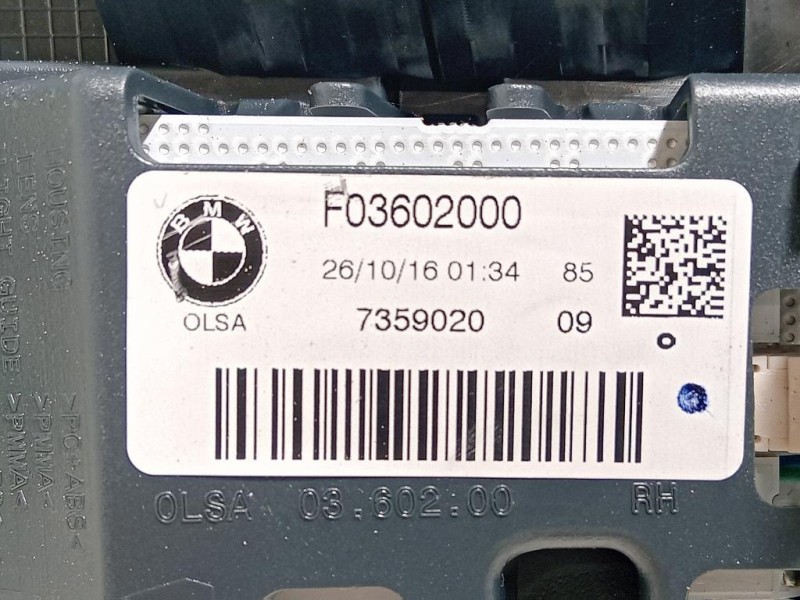 F03602000
BMW
26/10/16 01:34 85
OLSA 7359020 09
OLSA 03.602.00 RH
HOUSING >PC+ABS<
LENS >PMMA<
LIGHT GUIDE >PMMA<